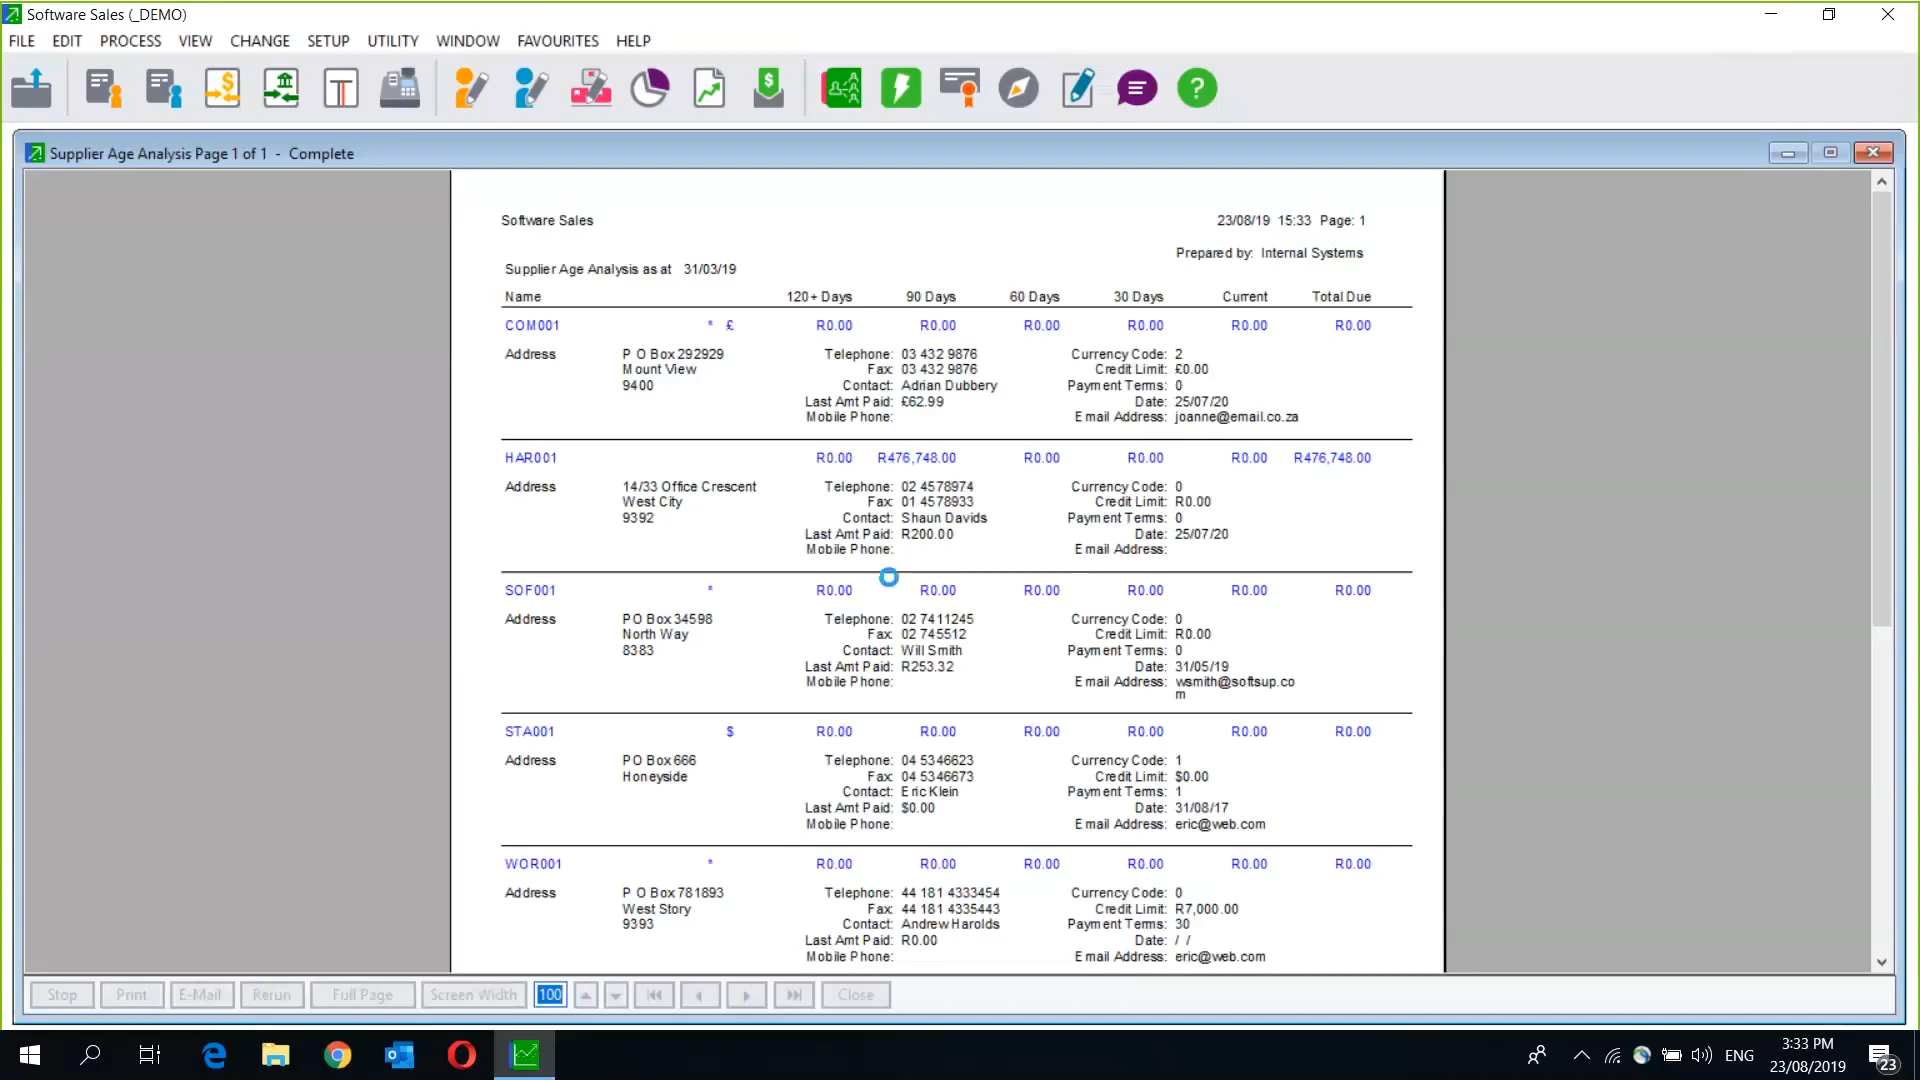 Software Sales (_DEMO)
FILE EDIT PROCESS VIEW CHANGE SETUP UTILITY WINDOW FAVOURITES HELP
Supplier Age Analysis Page 1 of 1 - Complete
Software Sales 23/08/19 15:33 Page: 1
Prepared by: Internal Systems
Supplier Age Analysis as at 31/03/19
Name 120+ Days 90 Days 60 Days 30 Days Current Total Due
COM001 * £ R0.00 R0.00 R0.00 R0.00 R0.00 R0.00
Address P O Box 292929 Telephone: 03 432 9876 Currency Code: 2
Mount View Fax: 03 432 9876 Credit Limit: £0.00
9400 Contact: Adrian Dubbery Payment Terms: 0
Last Amt Paid: £62.99 Date: 25/07/20
Mobile Phone: Email Address: joanne@email.co.za
HAR001 R0.00 R476,748.00 R0.00 R0.00 R0.00 R476,748.00
Address 14/33 Office Crescent Telephone: 02 4578974 Currency Code: 0
West City Fax: 01 4578933 Credit Limit: R0.00
9392 Contact: Shaun Davids Payment Terms: 0
Last Amt Paid: R200.00 Date: 25/07/20
Mobile Phone: Email Address:
SOF001 * R0.00 R0.00 R0.00 R0.00 R0.00 R0.00
Address PO Box 34598 Telephone: 02 7411245 Currency Code: 0
North Way Fax: 02 745512 Credit Limit: R0.00
8383 Contact: Will Smith Payment Terms: 0
Last Amt Paid: R253.32 Date: 31/05/19
Mobile Phone: Email Address: wsmith@softsup.co
m
STA001 $ R0.00 R0.00 R0.00 R0.00 R0.00 R0.00
Address PO Box 666 Telephone: 04 5346623 Currency Code: 1
Honeyside Fax: 04 5346673 Credit Limit: $0.00
Contact: Eric Klein Payment Terms: 1
Last Amt Paid: $0.00 Date: 31/08/17
Mobile Phone: Email Address: eric@web.com
WOR001 * R0.00 R0.00 R0.00 R0.00 R0.00 R0.00
Address P O Box 781893 Telephone: 44 181 4333454 Currency Code: 0
West Story Fax: 44 181 4335443 Credit Limit: R7,000.00
9393 Contact: Andrew Harolds Payment Terms: 30
Last Amt Paid: R0.00 Date: / /
Mobile Phone: Email Address: eric@web.com
Stop Print E-Mail Rerun Full Page Screen Width 100 Close
ENG 3:33 PM
23/08/2019 23